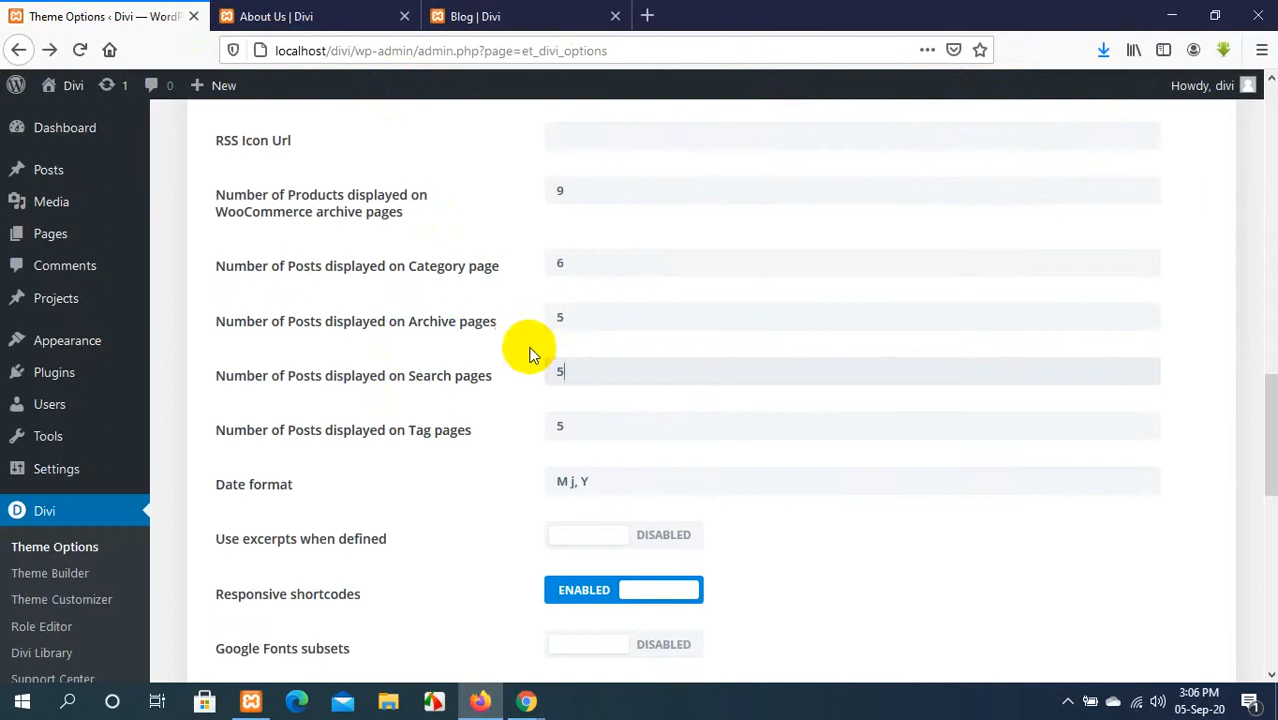 Theme Options ‹ Divi — WordP
About Us | Divi
Blog | Divi
localhost/divi/wp-admin/admin.php?page=et_divi_options
Divi
1
0
New
Howdy, divi
Dashboard
Posts
Media
Pages
Comments
Projects
Appearance
Plugins
Users
Tools
Settings
Divi
Theme Options
Theme Builder
Theme Customizer
Role Editor
Divi Library
Support Center
RSS Icon Url
Number of Products displayed on
WooCommerce archive pages
9
Number of Posts displayed on Category page
6
Number of Posts displayed on Archive pages
5
Number of Posts displayed on Search pages
5
Number of Posts displayed on Tag pages
5
Date format
M j, Y
Use excerpts when defined
DISABLED
Responsive shortcodes
ENABLED
Google Fonts subsets
DISABLED
3:06 PM
05-Sep-20
1